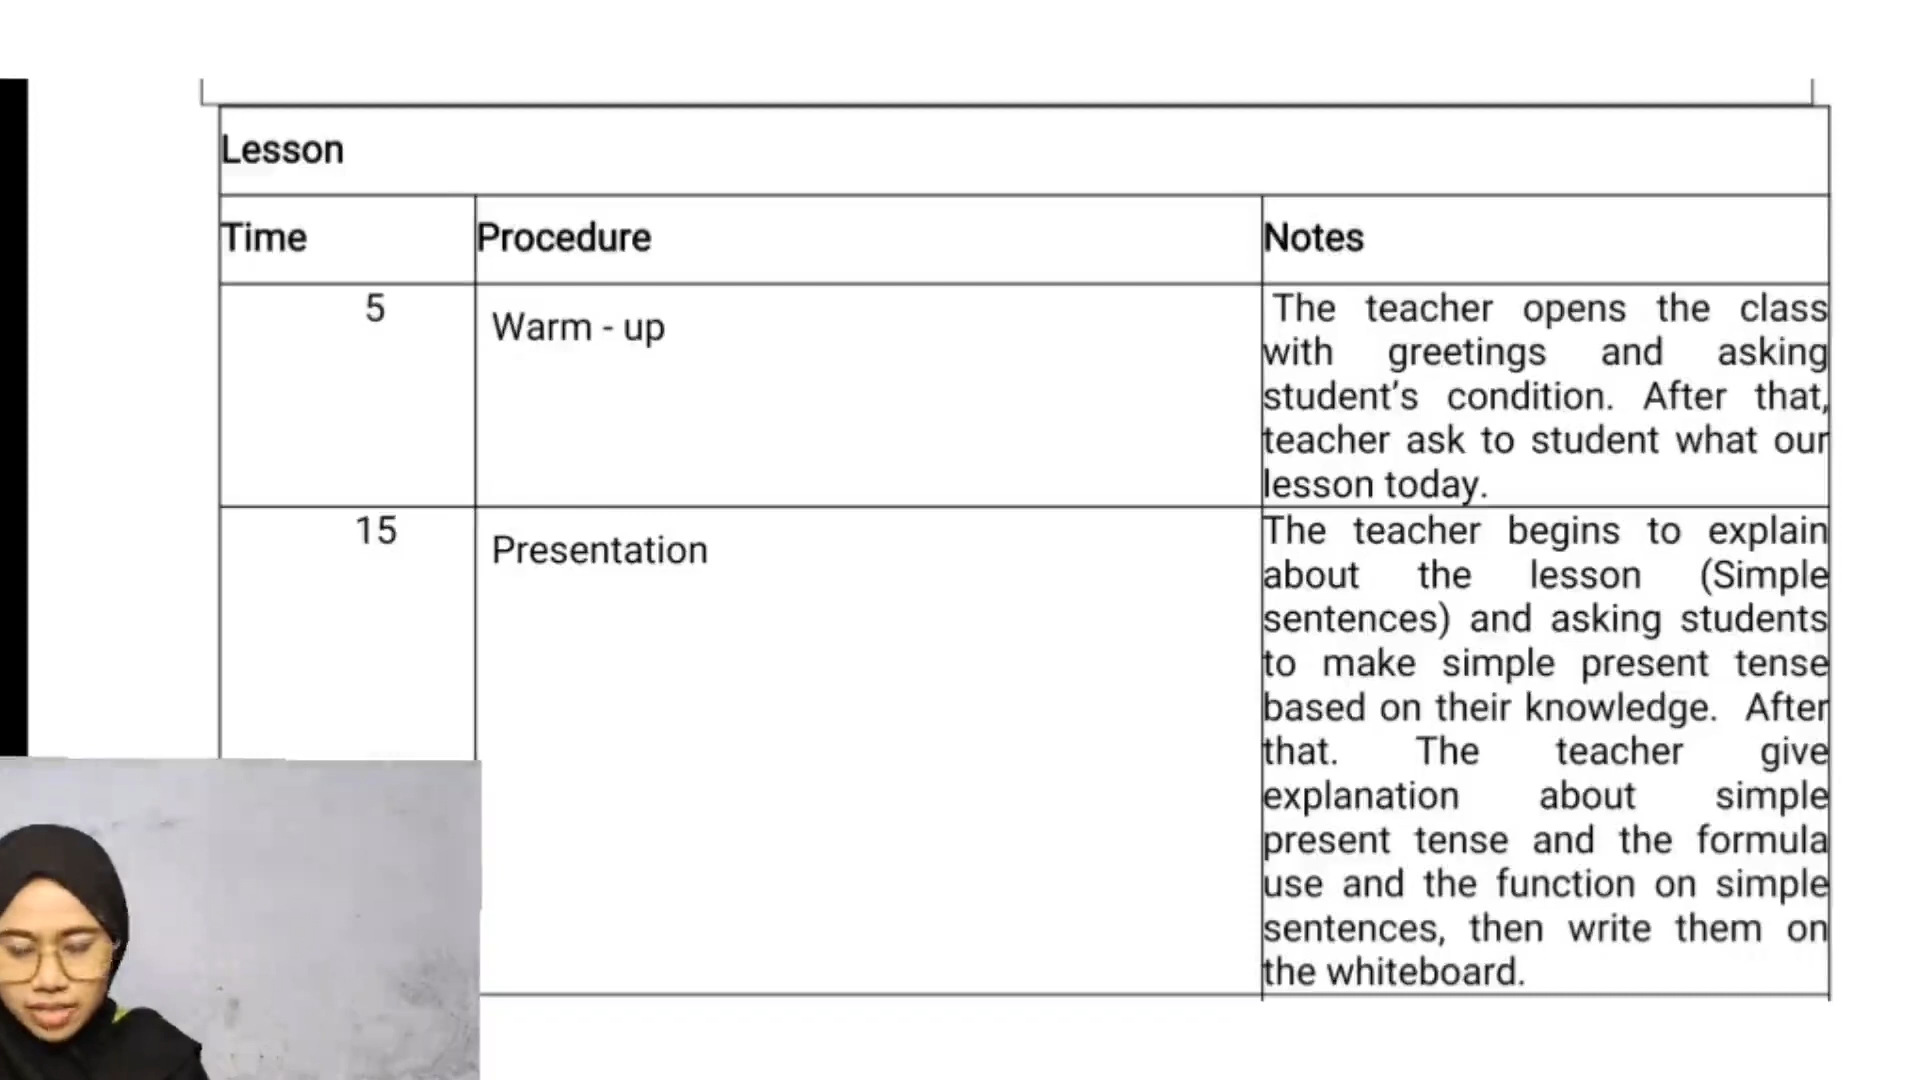 Lesson
Time Procedure Notes
5 Warm - up
The teacher opens the class
with greetings and asking
student’s condition. After that,
teacher ask to student what our
lesson today.
15 Presentation
The teacher begins to explain
about the lesson (Simple
sentences) and asking students
to make simple present tense
based on their knowledge. After
that. The teacher give
explanation about simple
present tense and the formula
use and the function on simple
sentences, then write them on
the whiteboard.